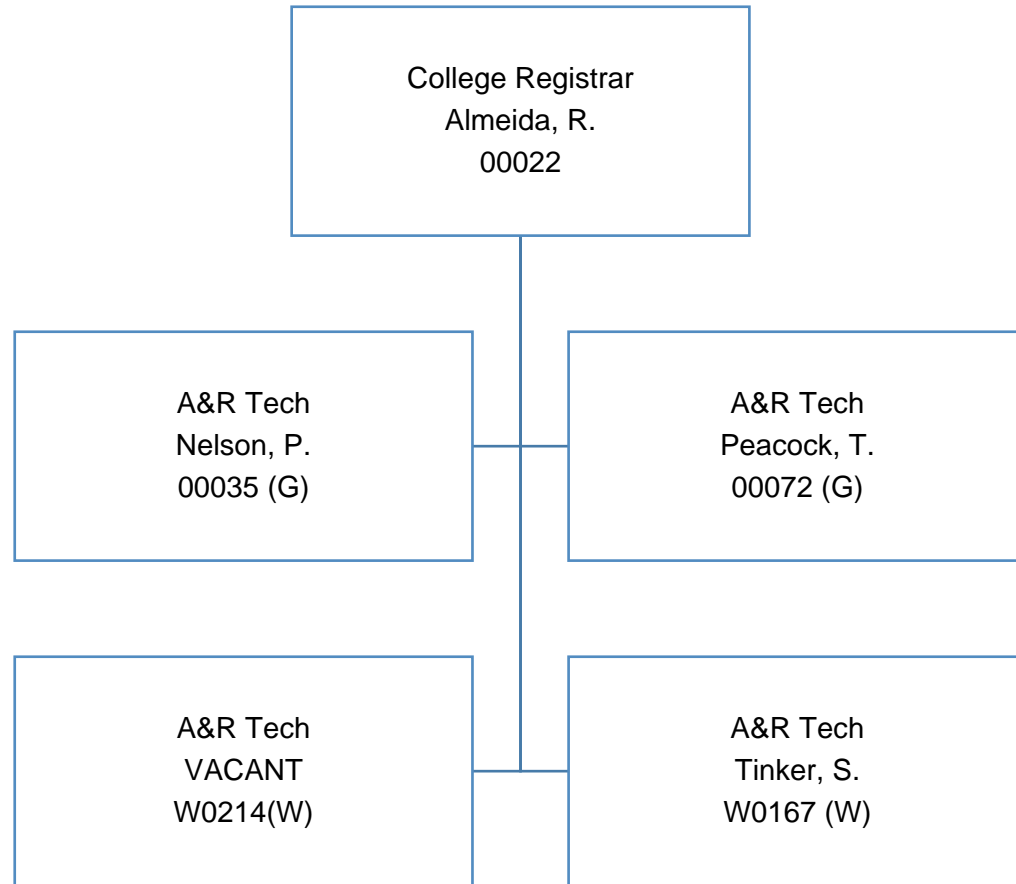 College Registrar
Almeida, R.
00022
A&R Tech
Nelson, P.
00035 (G)
A&R Tech
Peacock, T.
00072 (G)
A&R Tech
VACANT
W0214(W)
A&R Tech
Tinker, S.
W0167 (W)